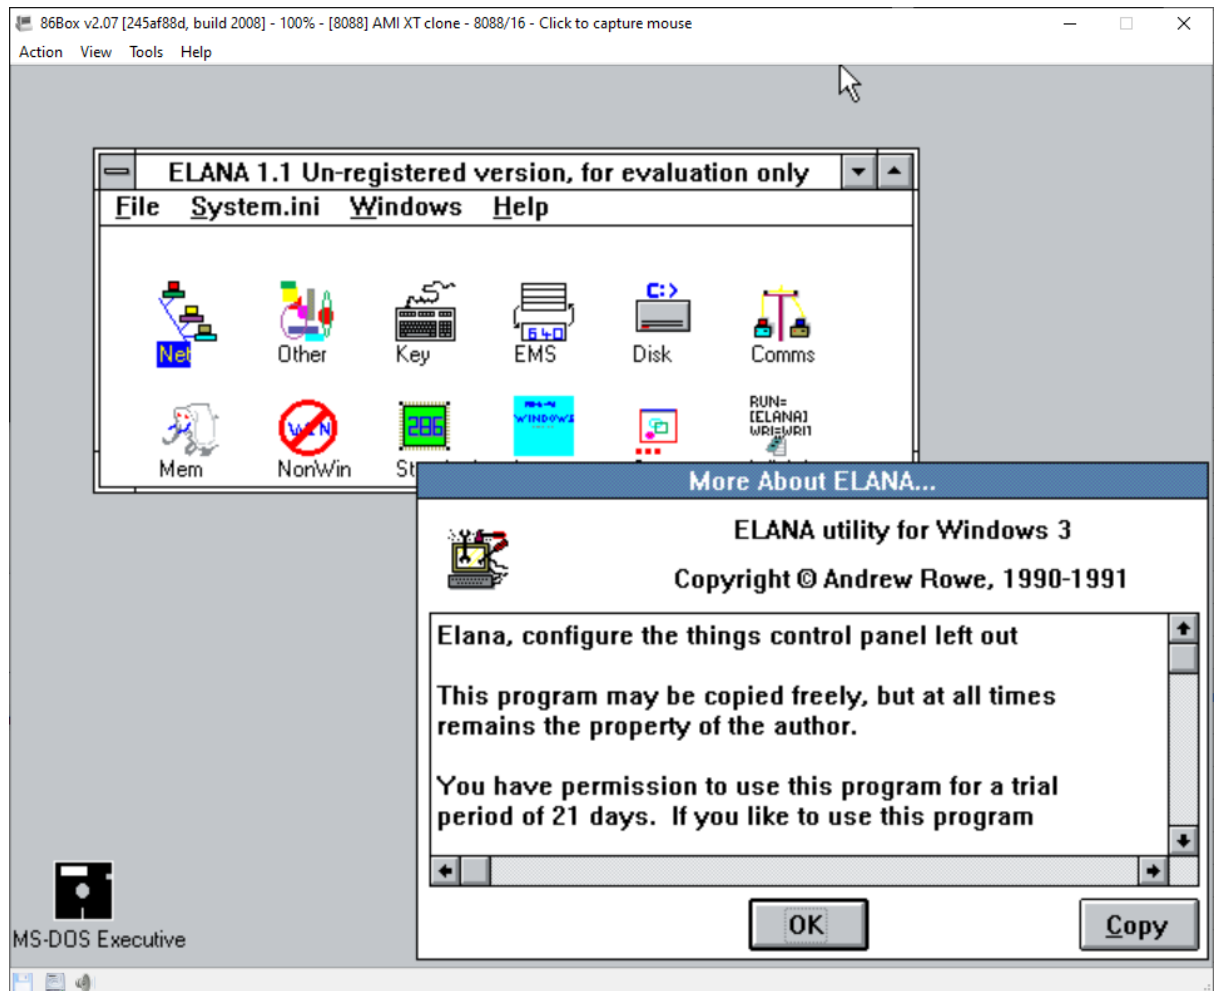 86Box v2.07 [245af88d, build 2008] - 100% - [8088] AMI XT clone - 8088/16 - Click to capture mouse
Action View Tools Help
ELANA 1.1 Un-registered version, for evaluation only
File System.ini Windows Help
C:>
640
Net Other Key EMS Disk Comms
WIN
286
WINDOWS
RUN=
[ELANA]
Mem NonWin
More About ELANA...
ELANA utility for Windows 3
Copyright © Andrew Rowe, 1990-1991
Elana, configure the things control panel left out
This program may be copied freely, but at all times
remains the property of the author.
You have permission to use this program for a trial
period of 21 days. If you like to use this program
OK
Copy
MS-DOS Executive